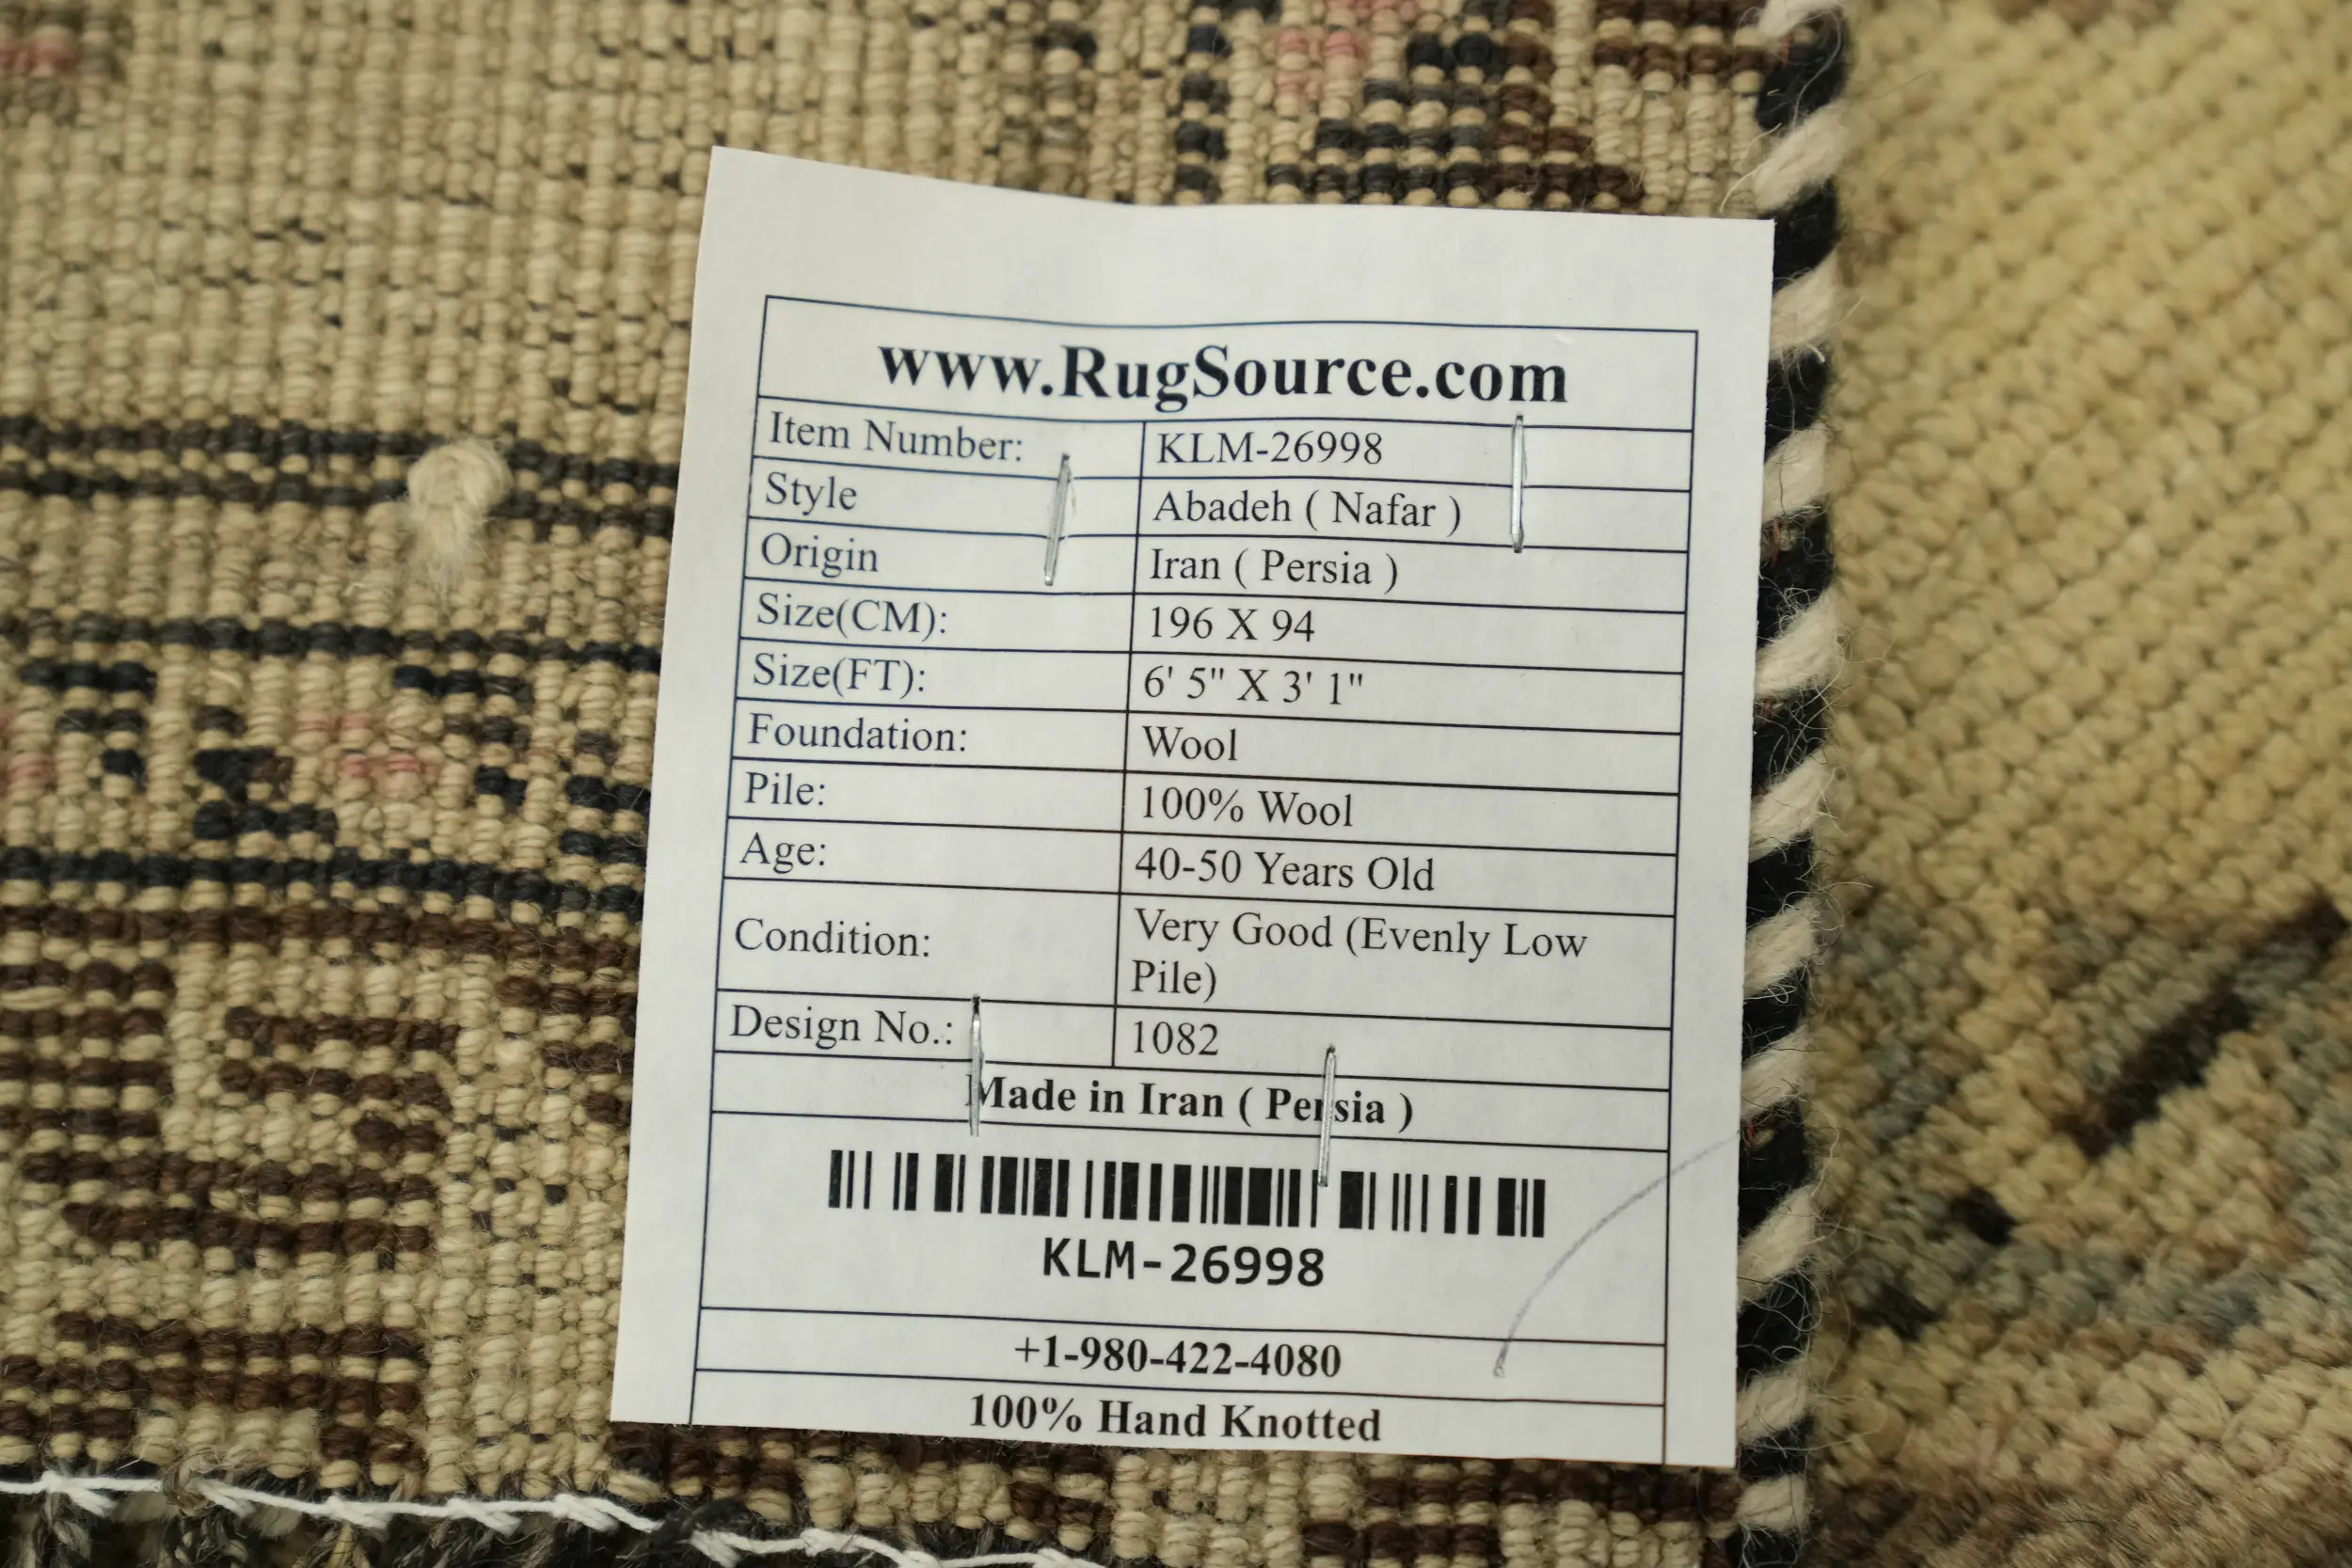 www.RugSource.com
Item Number: KLM-26998
Style Abadeh ( Nafar )
Origin Iran ( Persia )
Size(CM): 196 X 94
Size(FT): 6' 5" X 3' 1"
Foundation: Wool
Pile: 100% Wool
Age: 40-50 Years Old
Condition: Very Good (Evenly Low
Pile)
Design No.: 1082
Made in Iran ( Persia )
KLM-26998
+1-980-422-4080
100% Hand Knotted